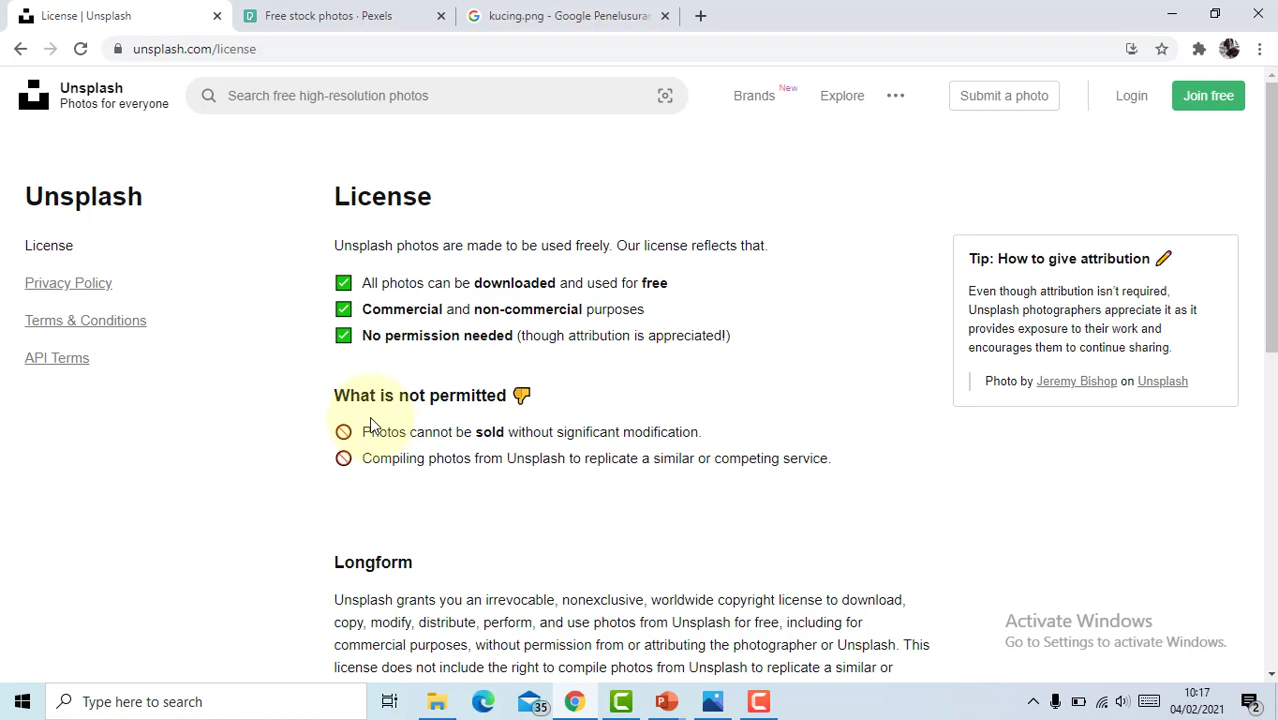 License | Unsplash
Free stock photos · Pexels
kucing.png - Google Penelusuran
unsplash.com/license
Unsplash
Photos for everyone
Search free high-resolution photos
Brands
New
Explore
Submit a photo
Login
Join free
Unsplash
License
Privacy Policy
Terms & Conditions
API Terms
License
Unsplash photos are made to be used freely. Our license reflects that.
All photos can be downloaded and used for free
Commercial and non-commercial purposes
No permission needed (though attribution is appreciated!)
What is not permitted
Photos cannot be sold without significant modification.
Compiling photos from Unsplash to replicate a similar or competing service.
Tip: How to give attribution
Even though attribution isn't required,
Unsplash photographers appreciate it as it
provides exposure to their work and
encourages them to continue sharing.
Photo by Jeremy Bishop on Unsplash
Longform
Unsplash grants you an irrevocable, nonexclusive, worldwide copyright license to download,
copy, modify, distribute, perform, and use photos from Unsplash for free, including for
commercial purposes, without permission from or attributing the photographer or Unsplash. This
license does not include the right to compile photos from Unsplash to replicate a similar or
Activate Windows
Go to Settings to activate Windows.
Type here to search
35
10:17
04/02/2021
2